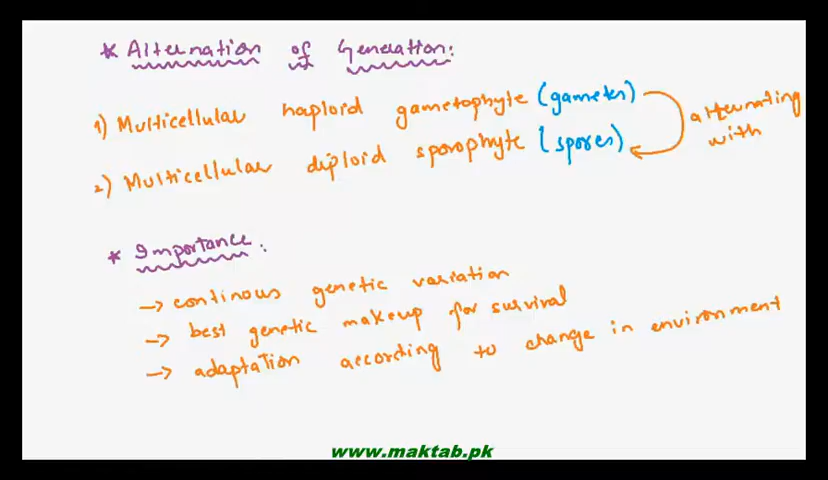 * Alternation of Generation:
1) Multicellular haploid gametophyte (gametes)
alternating with
2) Multicellular diploid sporophyte (spores)
* Importance:
→ continous genetic variation
→ best genetic makeup for survival
→ adaptation according to change in environment
www.maktab.pk